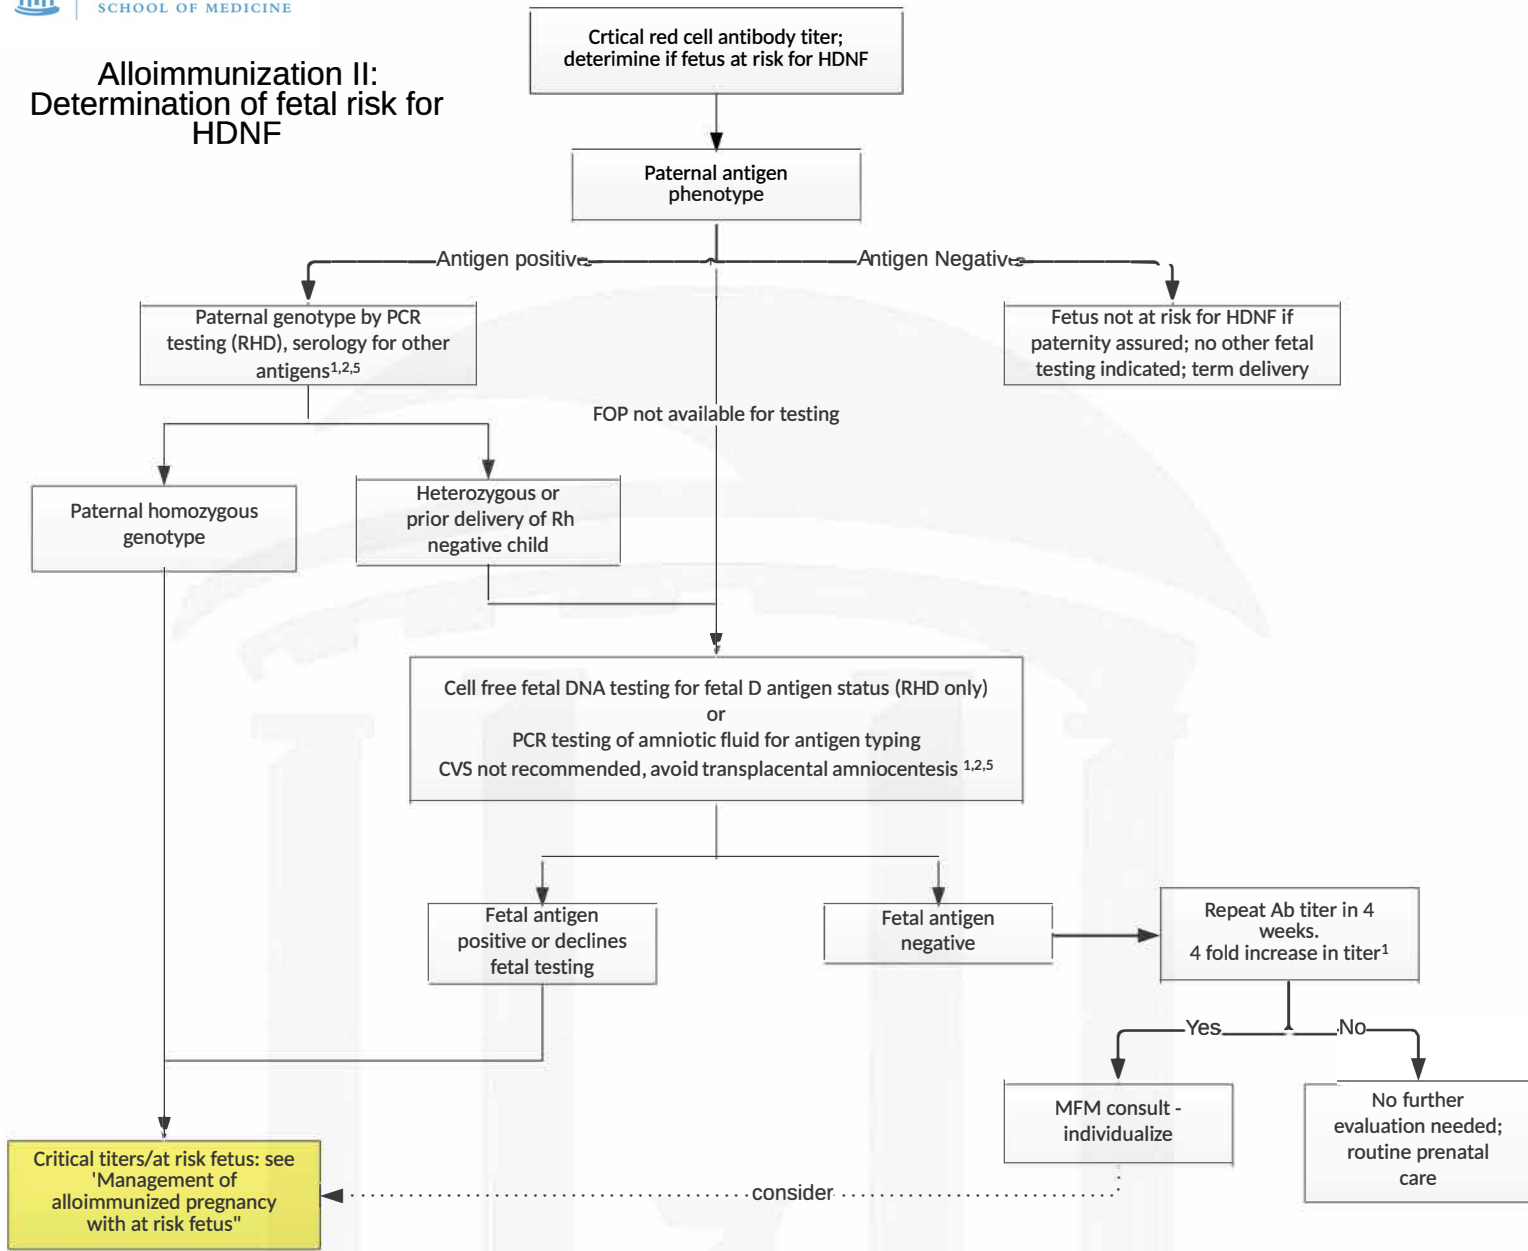 SCHOOL OF MEDICINE
Alloimmunization II:
Determination of fetal risk for
HDNF
Crtical red cell antibody titer;
deterimine if fetus at risk for HDNF
Paternal antigen
phenotype
Antigen positive
Antigen Negative
Paternal genotype by PCR
testing (RHD), serology for other
antigens1,2,5
Fetus not at risk for HDNF if
paternity assured; no other fetal
testing indicated; term delivery
FOP not available for testing
Paternal homozygous
genotype
Heterozygous or
prior delivery of Rh
negative child
Cell free fetal DNA testing for fetal D antigen status (RHD only)
or
PCR testing of amniotic fluid for antigen typing
CVS not recommended, avoid transplacental amniocentesis 1,2,5
Fetal antigen
positive or declines
fetal testing
Fetal antigen
negative
Repeat Ab titer in 4
weeks.
4 fold increase in titer1
Yes
No
MFM consult -
individualize
No further
evaluation needed;
routine prenatal
care
Critical titers/at risk fetus: see
'Management of
alloimmunized pregnancy
with at risk fetus"
consider